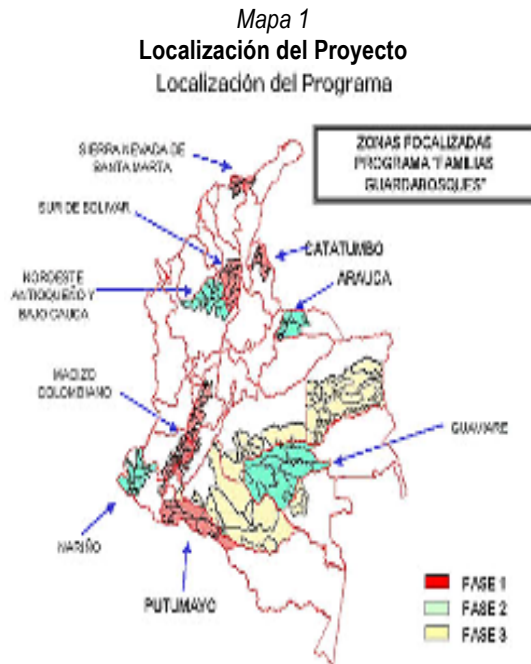 Mapa 1
Localización del Proyecto
Localización del Programa
SIERRA NEVADA DE
SANTA MARTA
ZONAS FOCALIZADAS
PROGRAMA "FAMILIAS
GUARDABOSQUES"
SUR DE BOLIVAR
CATATUMBO
NORDESTE
ANTIOQUEÑO Y
BAJO CAUCA
ARAUCA
MACIZO
COLOMBIANO
GUAVIARE
NARIÑO
PUTUMAYO
FASE 1
FASE 2
FASE 3